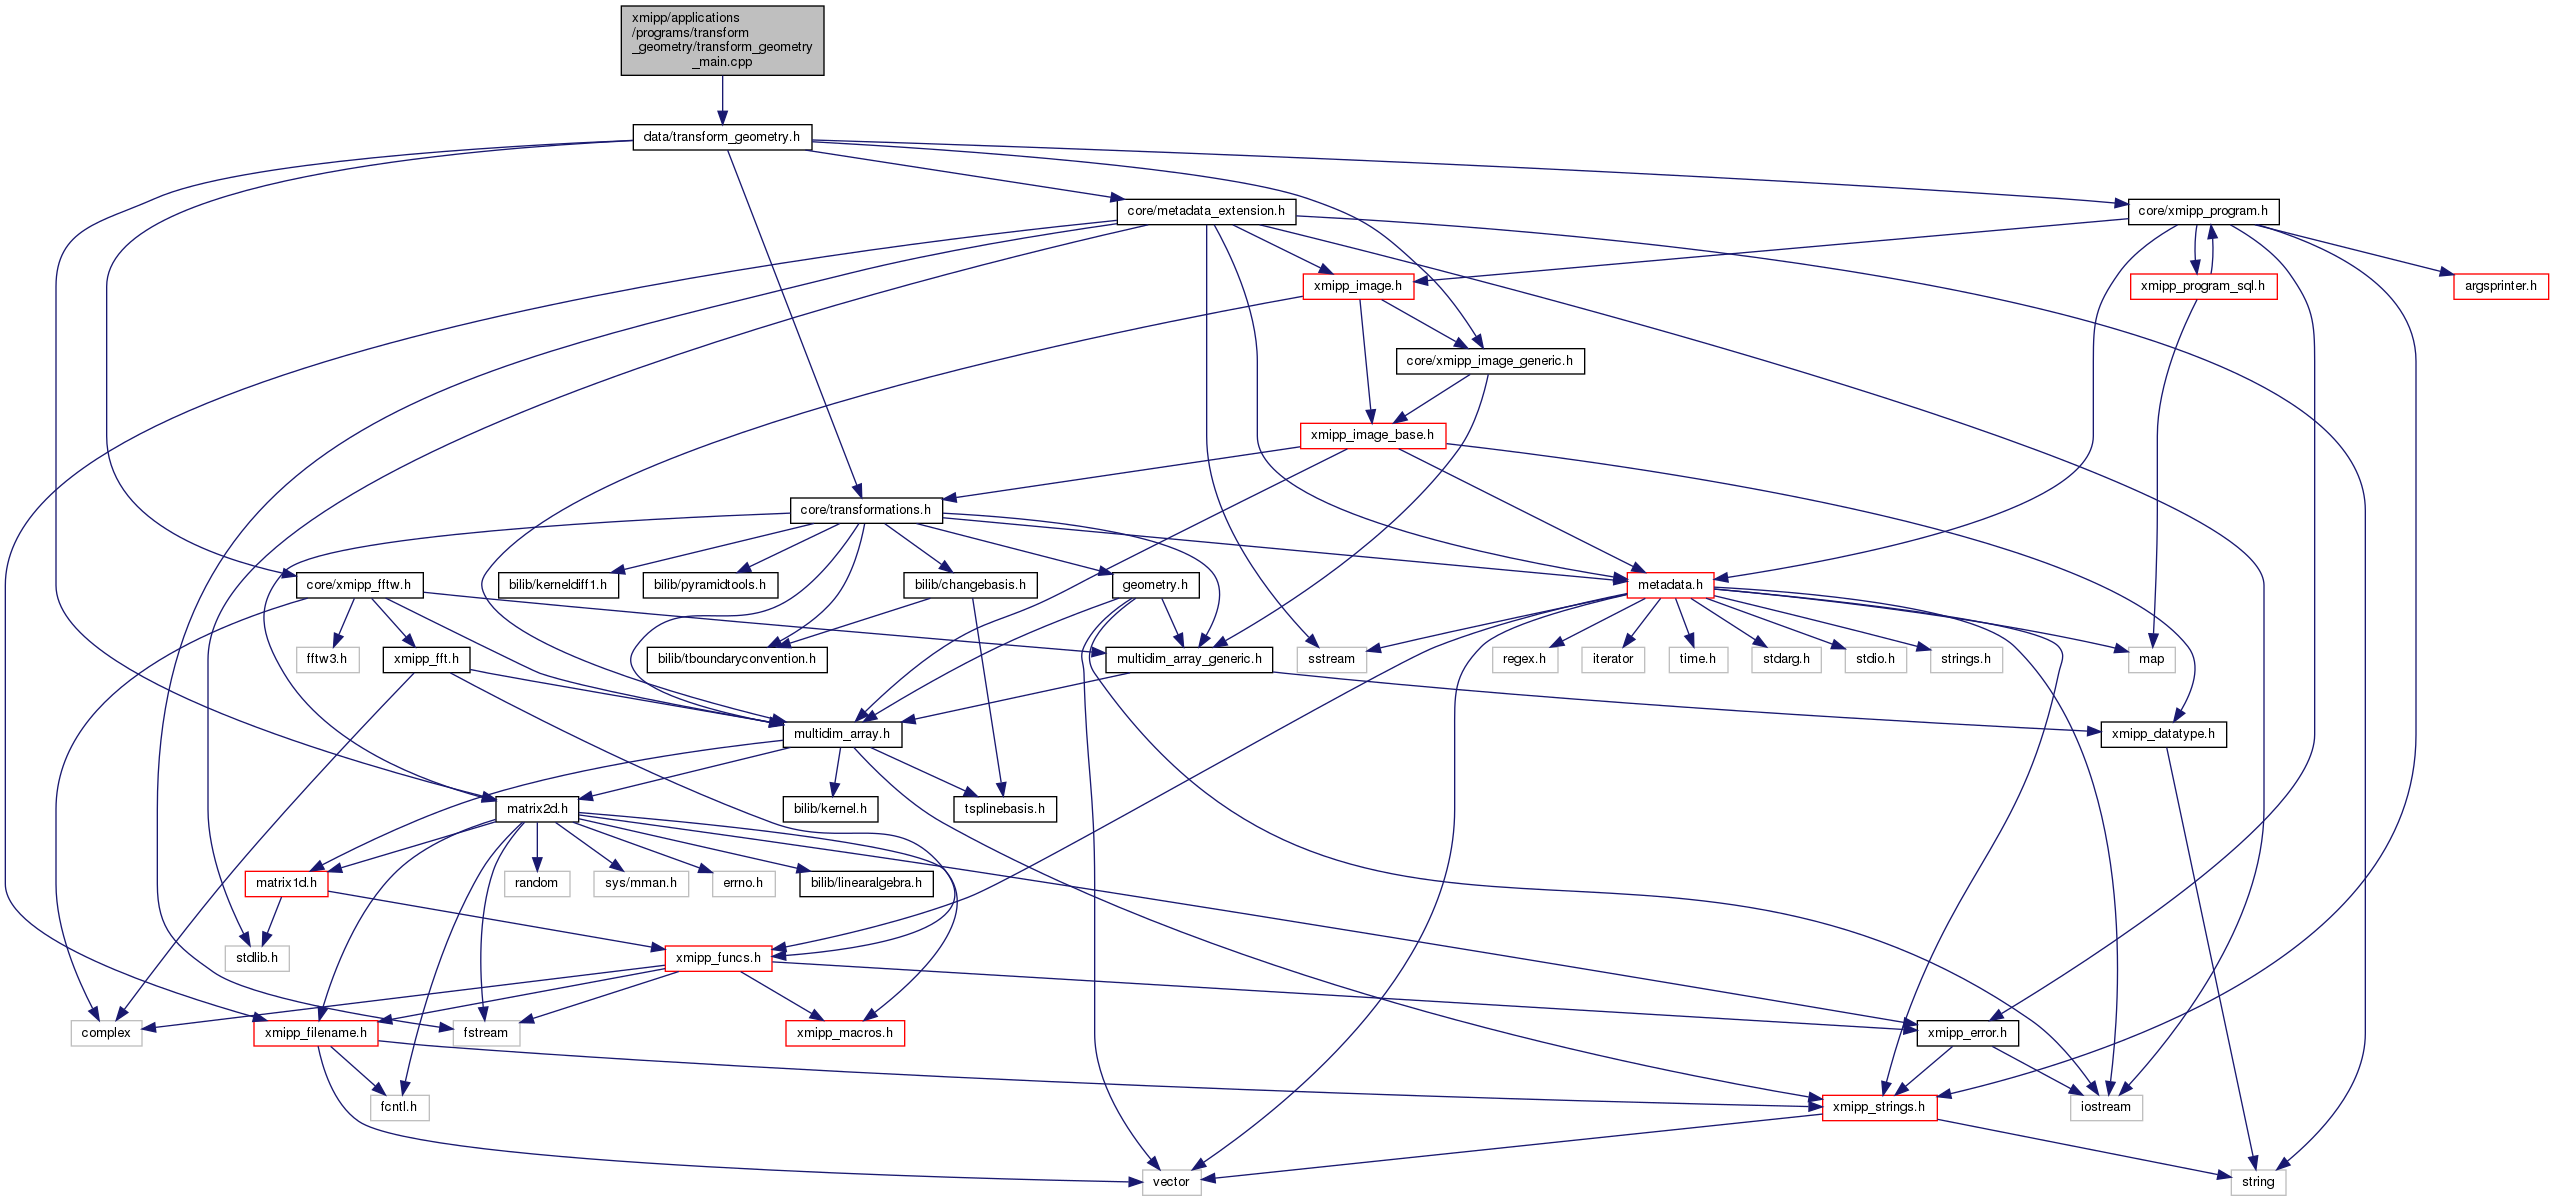 xmipp/applications
/programs/transform
_geometry/transform_geometry
_main.cpp
data/transform_geometry.h
core/metadata_extension.h
core/xmipp_program.h
xmipp_image.h
xmipp_program_sql.h
argsprinter.h
core/xmipp_image_generic.h
xmipp_image_base.h
core/transformations.h
core/xmipp_fftw.h
bilib/kerneldiff1.h
bilib/pyramidtools.h
bilib/changebasis.h
geometry.h
metadata.h
fftw3.h
xmipp_fft.h
bilib/tboundaryconvention.h
multidim_array_generic.h
sstream
regex.h
iterator
time.h
stdarg.h
stdio.h
strings.h
map
multidim_array.h
xmipp_datatype.h
matrix2d.h
bilib/kernel.h
tsplinebasis.h
matrix1d.h
random
sys/mman.h
errno.h
bilib/linearalgebra.h
stdlib.h
xmipp_funcs.h
complex
xmipp_filename.h
fstream
xmipp_macros.h
xmipp_error.h
fcntl.h
xmipp_strings.h
iostream
vector
string